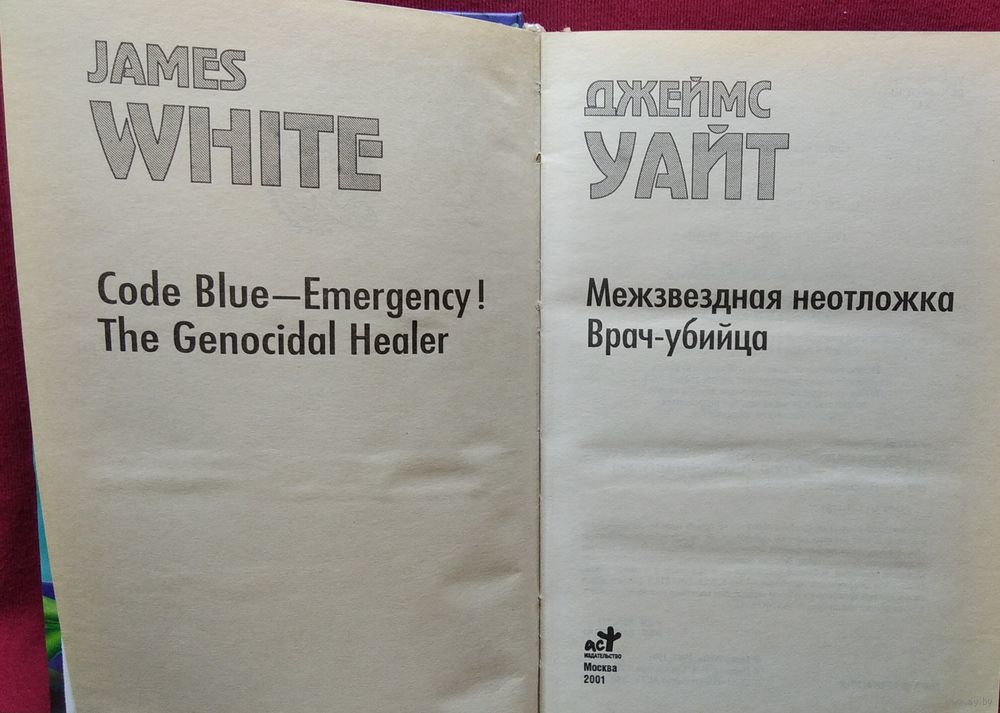 JAMES
WHITE
Code Blue—Emergency!
The Genocidal Healer
ДЖЕЙМС
УАЙТ
Межзвездная неотложка
Врач-убийца
аст
ИЗДАТЕЛЬСТВО
Москва
2001